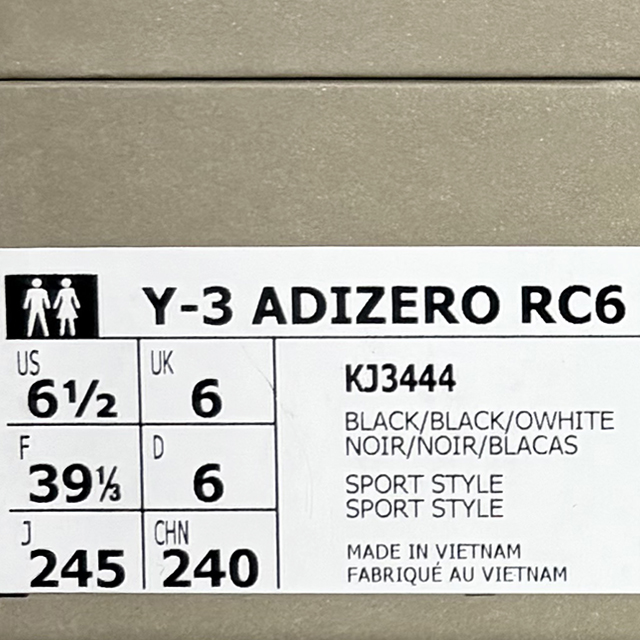 Y-3 ADIZERO RC6
US 6½ UK 6
F 39⅓ D 6
J 245 CHN 240
KJ3444
BLACK/BLACK/OWHITE
NOIR/NOIR/BLACAS
SPORT STYLE
SPORT STYLE
MADE IN VIETNAM
FABRIQUÉ AU VIETNAM